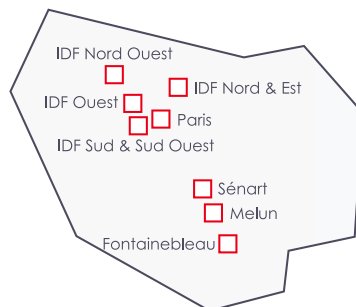 IDF Nord Ouest
IDF Nord & Est
IDF Ouest
Paris
IDF Sud & Sud Ouest
Sénart
Melun
Fontainebleau